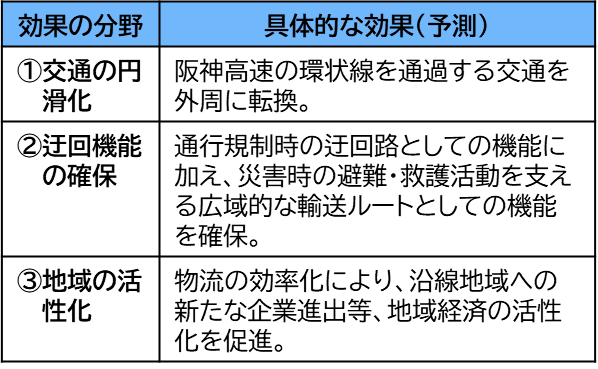 効果の分野
具体的な効果(予測)
①交通の円
滑化
阪神高速の環状線を通過する交通を
外周に転換。
②迂回機能
の確保
通行規制時の迂回路としての機能に
加え、災害時の避難・救護活動を支え
る広域的な輸送ルートとしての機能
を確保。
③地域の活
性化
物流の効率化により、沿線地域への
新たな企業進出等、地域経済の活性
化を促進。